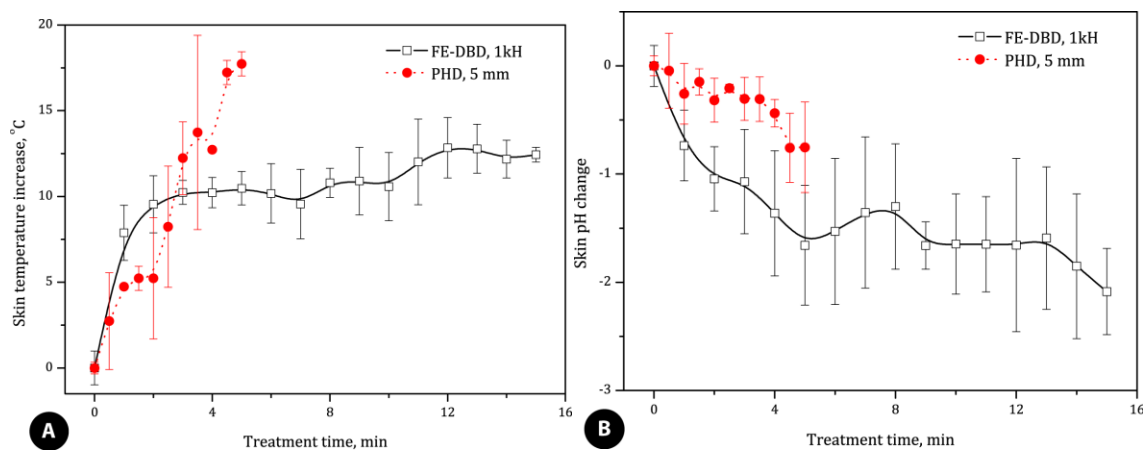 20
15
10
5
0
Skin temperature increase, °C
FE-DBD, 1kH
PHD, 5 mm
0 4 8 12 16
Treatment time, min
A
0
-1
-2
-3
Skin pH change
FE-DBD, 1kH
PHD, 5 mm
0 4 8 12 16
Treatment time, min
B